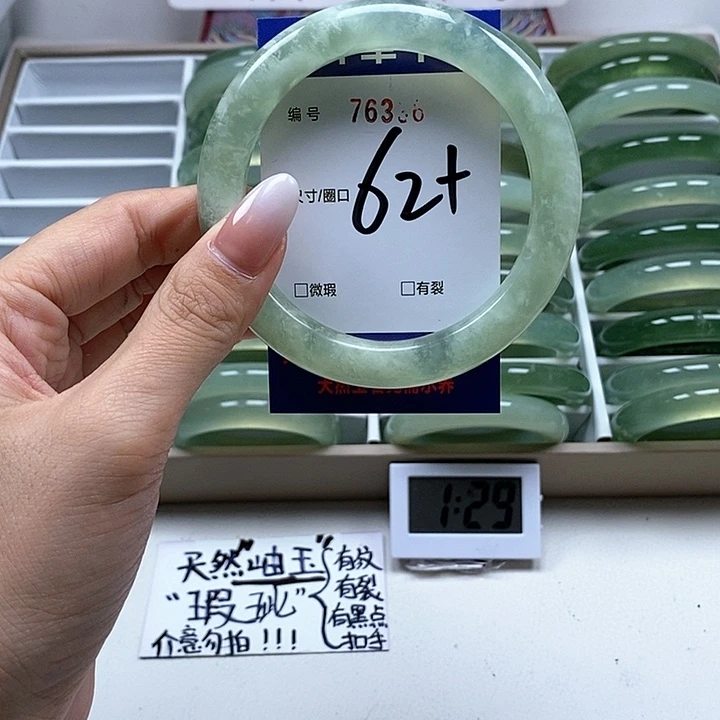 编号 763
尺寸/圈口 62+
□微瑕 □有裂
1:29
天然"岫玉"
"瑕玼"
介意勿拍!!!
有纹
有裂
有黑点
扣手